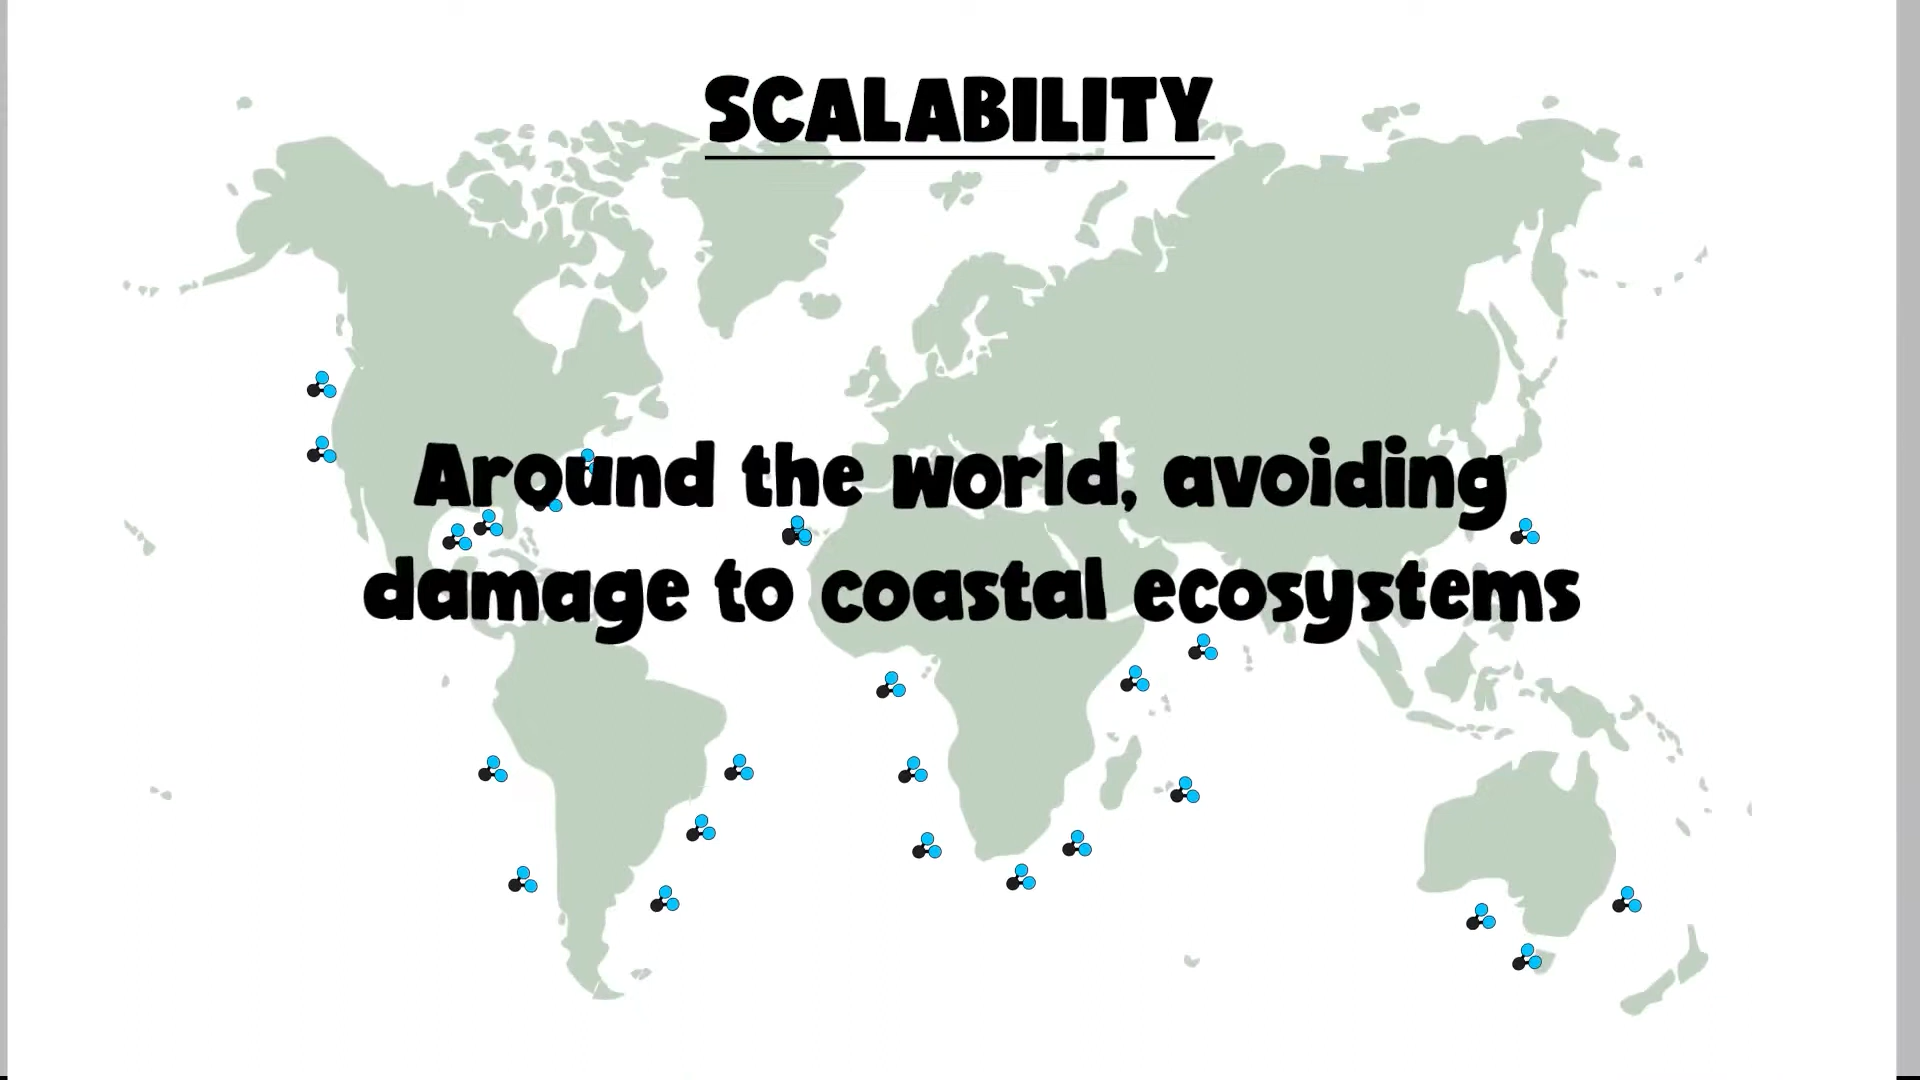 SCALABILITY
Around the world, avoiding
damage to coastal ecosystems